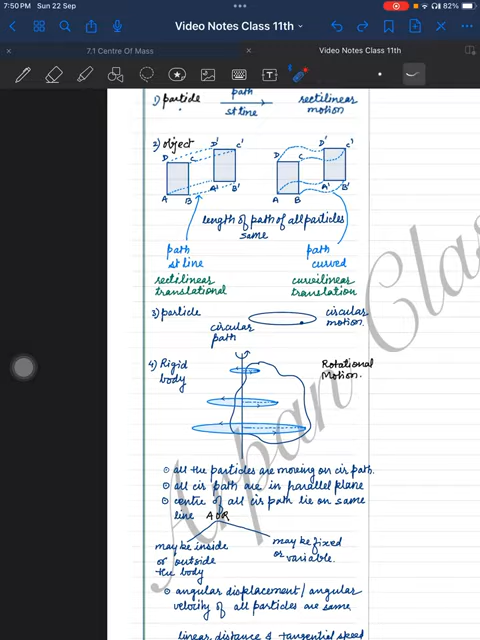 7:50 PM Sun 22 Sep
82%
Video Notes Class 11th
7.1 Centre Of Mass
Video Notes Class 11th
1) particle
path
st line
rectilinear
motion
2) object
D' C' D' C'
D C D C
A' B' A' B'
A B A B
length of path of all particles
same
path
st line
path
curved
rectilinear
translational
curvilinear
translation
3) particle
circular
motion
circular
path
4) Rigid
body
Rotational
Motion.
⊙ all the particles are moving on cir path.
⊙ all cir path are in parallel plane
⊙ centre of all cir path lie on same
line AOR
may be inside
or outside
the body
may be fixed
or variable.
⊙ angular displacement/angular
velocity of all particles are same
linear distance & tangential speed
Arpan Clas